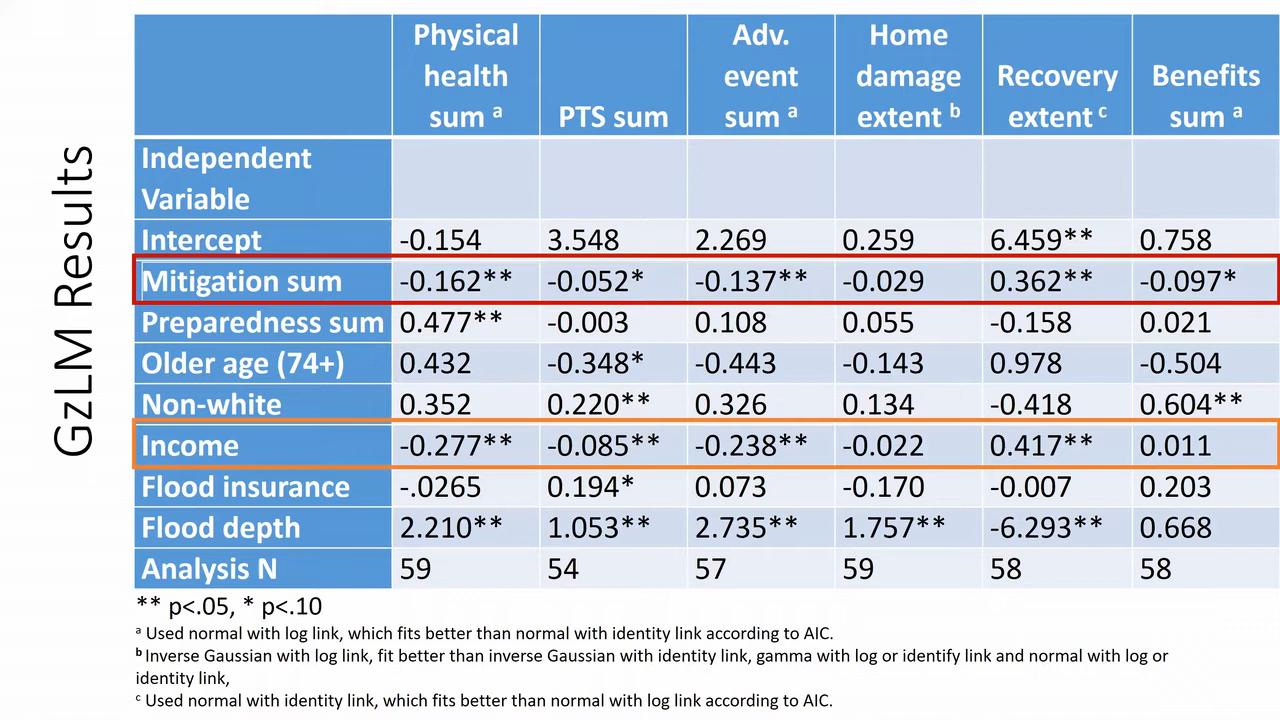 GzLM Results
Physical health sum a | PTS sum | Adv. event sum a | Home damage extent b | Recovery extent c | Benefits sum a
Independent Variable
Intercept | -0.154 | 3.548 | 2.269 | 0.259 | 6.459** | 0.758
Mitigation sum | -0.162** | -0.052* | -0.137** | -0.029 | 0.362** | -0.097*
Preparedness sum | 0.477** | -0.003 | 0.108 | 0.055 | -0.158 | 0.021
Older age (74+) | 0.432 | -0.348* | -0.443 | -0.143 | 0.978 | -0.504
Non-white | 0.352 | 0.220** | 0.326 | 0.134 | -0.418 | 0.604**
Income | -0.277** | -0.085** | -0.238** | -0.022 | 0.417** | 0.011
Flood insurance | -.0265 | 0.194* | 0.073 | -0.170 | -0.007 | 0.203
Flood depth | 2.210** | 1.053** | 2.735** | 1.757** | -6.293** | 0.668
Analysis N | 59 | 54 | 57 | 59 | 58 | 58
** p<.05, * p<.10
a Used normal with log link, which fits better than normal with identity link according to AIC.
b Inverse Gaussian with log link, fit better than inverse Gaussian with identity link, gamma with log or identify link and normal with log or
identity link,
c Used normal with identity link, which fits better than normal with log link according to AIC.